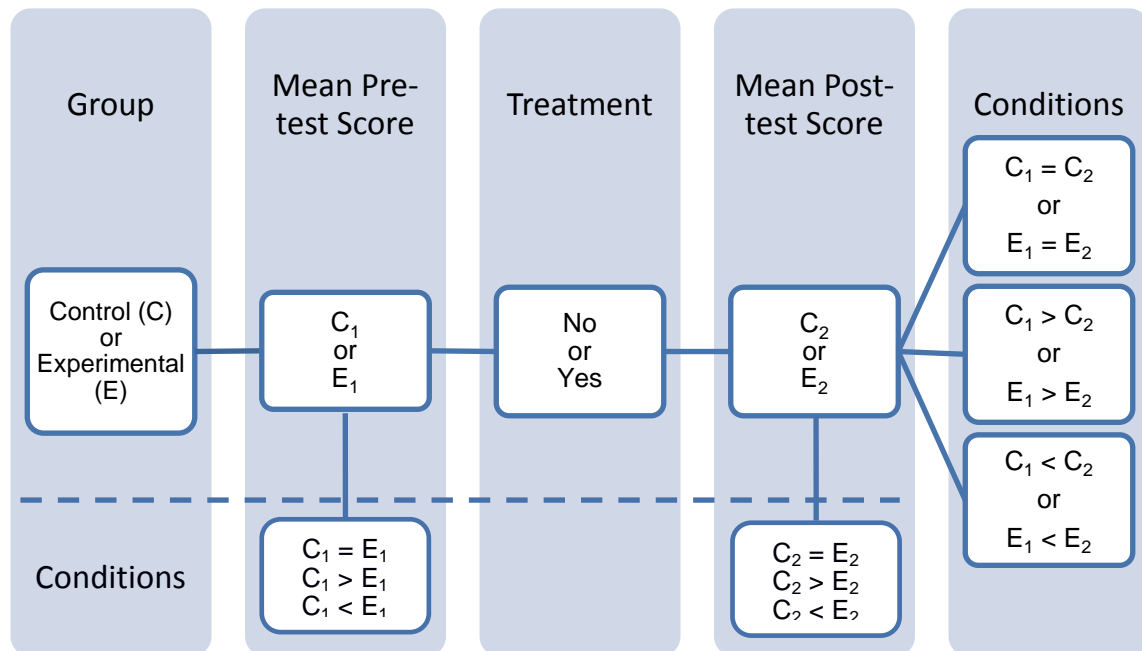 Group
Mean Pre-
test Score
Treatment
Mean Post-
test Score
Conditions
Control (C)
or
Experimental
(E)
C₁
or
E₁
No
or
Yes
C₂
or
E₂
C₁ = C₂
or
E₁ = E₂
C₁ > C₂
or
E₁ > E₂
C₁ < C₂
or
E₁ < E₂
Conditions
C₁ = E₁
C₁ > E₁
C₁ < E₁
C₂ = E₂
C₂ > E₂
C₂ < E₂